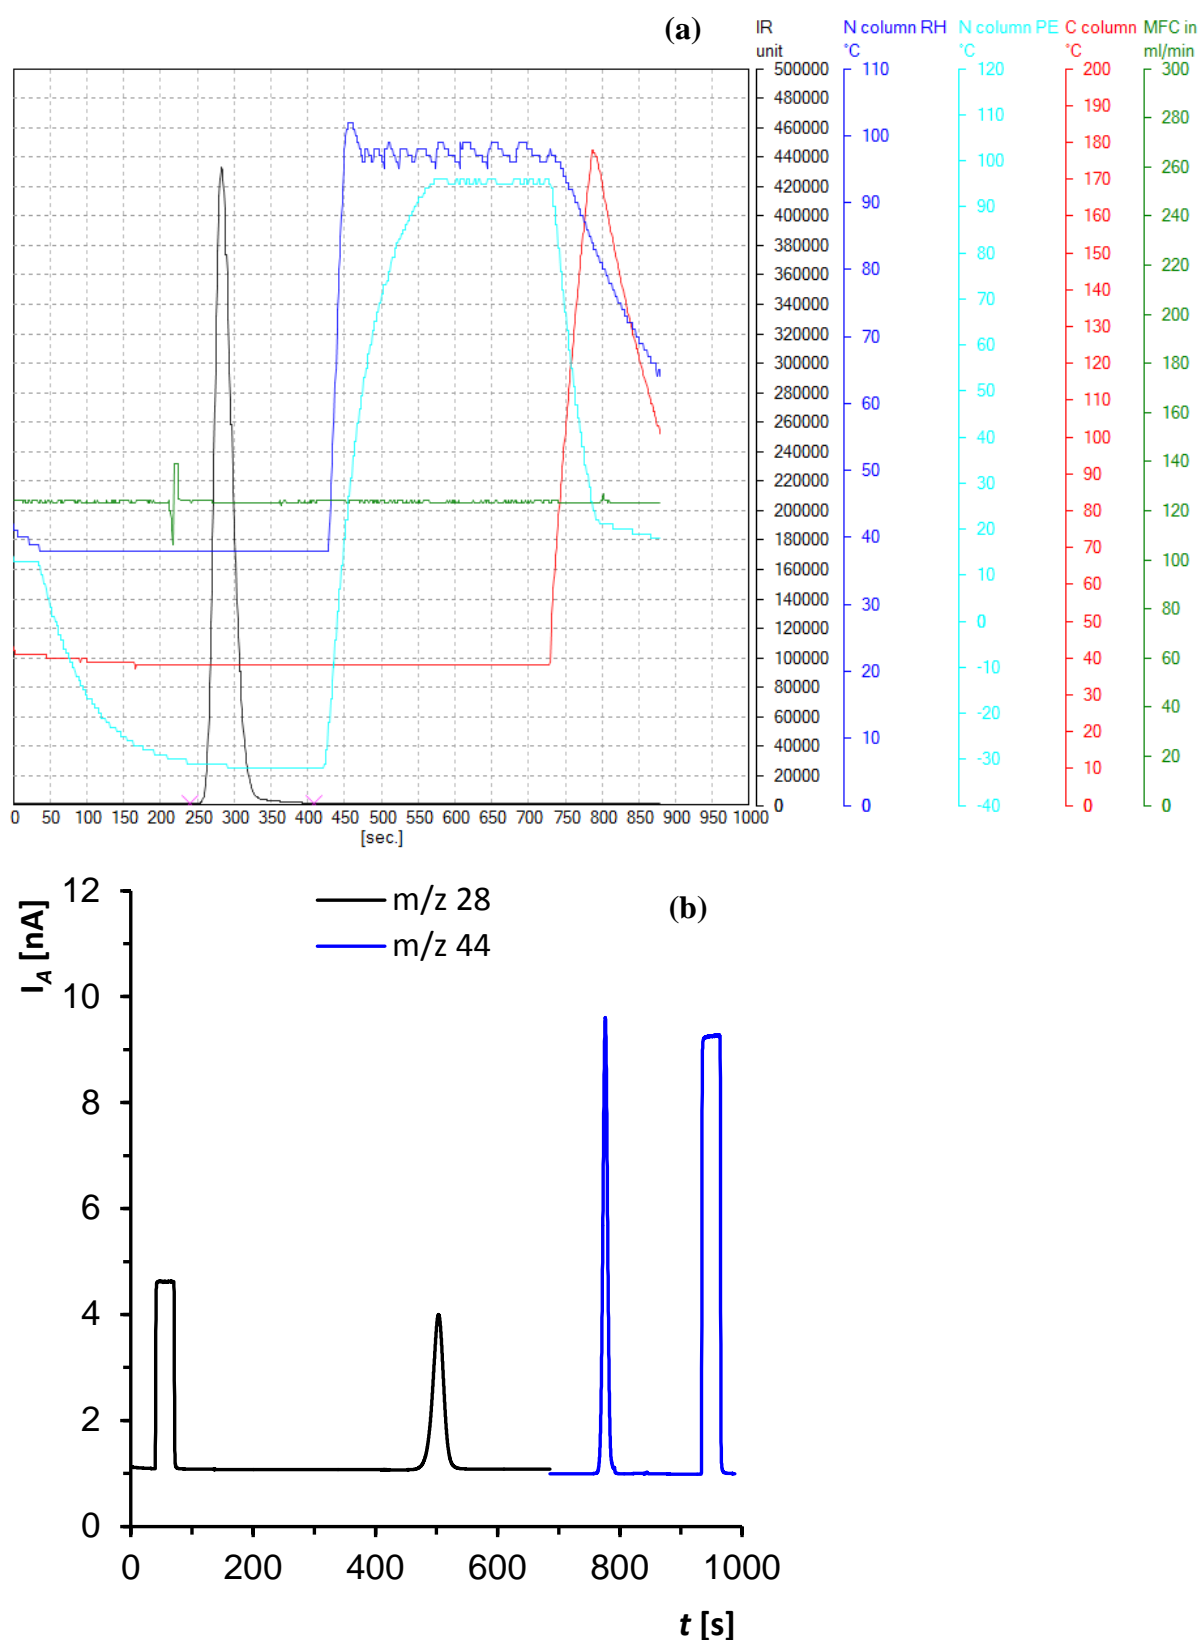 (a)
IR N column RH N column PE C column MFC in
unit °C °C °C ml/min
500000 110 120 200 300
480000
460000 100 110 190 280
440000 100 180 260
420000 90 90 170 240
400000 160
380000 80 80 150 220
360000 70 140 200
340000 130
320000 70 60 120 180
300000 50 110 160
280000 60 40 100 140
260000 90
240000 50 30 80 120
220000 20 70 100
200000 40 10 60 80
180000 30 0 50 60
160000 20 -10 40 40
140000 10 -20 30 20
120000 0 -30 20 0
100000 -40 10
80000 0
60000
40000
20000
0
0 50 100 150 200 250 300 350 400 450 500 550 600 650 700 750 800 850 900 950 1000
[sec.]
(b)
m/z 28
m/z 44
I_A [nA]
12
10
8
6
4
2
0
0 200 400 600 800 1000
t [s]